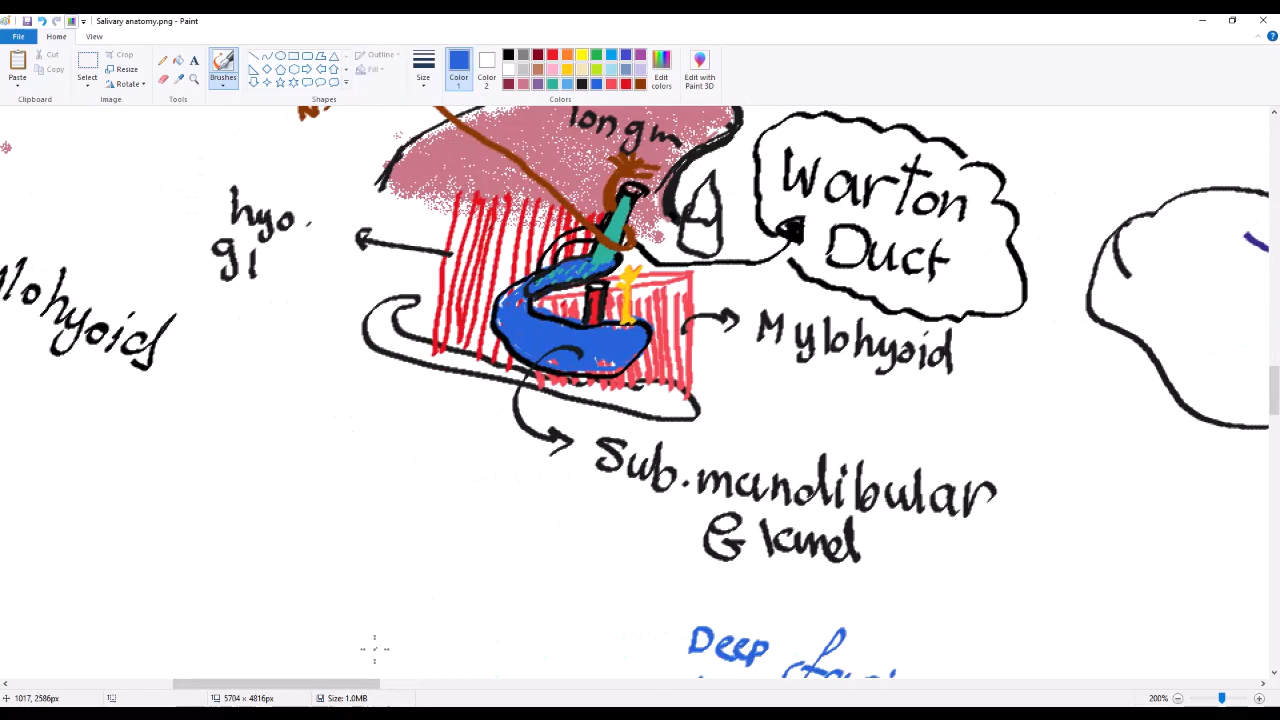 Salivary anatomy.png - Paint
File
Home
View
Paste
Cut
Copy
Clipboard
Select
Crop
Resize
Rotate
Image
A
Tools
Brushes
Outline
Fill
Shapes
Size
Color
1
Color
2
Edit
colors
Edit with
Paint 3D
Colors
longm
Warton
Duct
hyo.
gl
lohyoid
Mylohyoid
Sub.mandibular
Gland
Deep
1017, 2586px
5704 × 4816px
Size: 1.0MB
200%